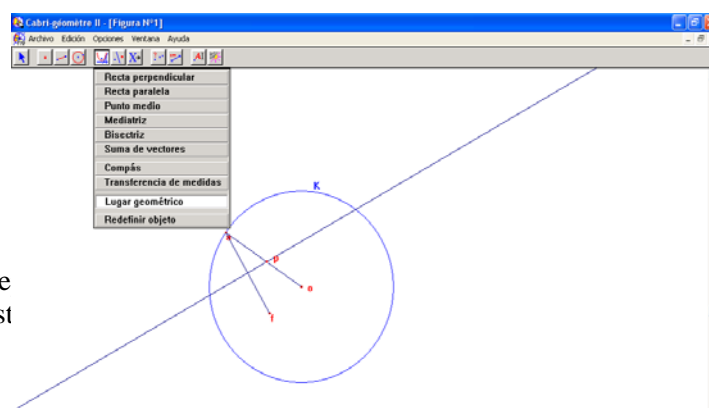 Cabri-géomètre II - [Figura Nº1]
Archivo Edición Opciones Ventana Ayuda
Recta perpendicular
Recta paralela
Punto medio
Mediatriz
Bisectriz
Suma de vectores
Compás
Transferencia de medidas
Lugar geométrico
Redefinir objeto
K
a
p
o
f
e
st